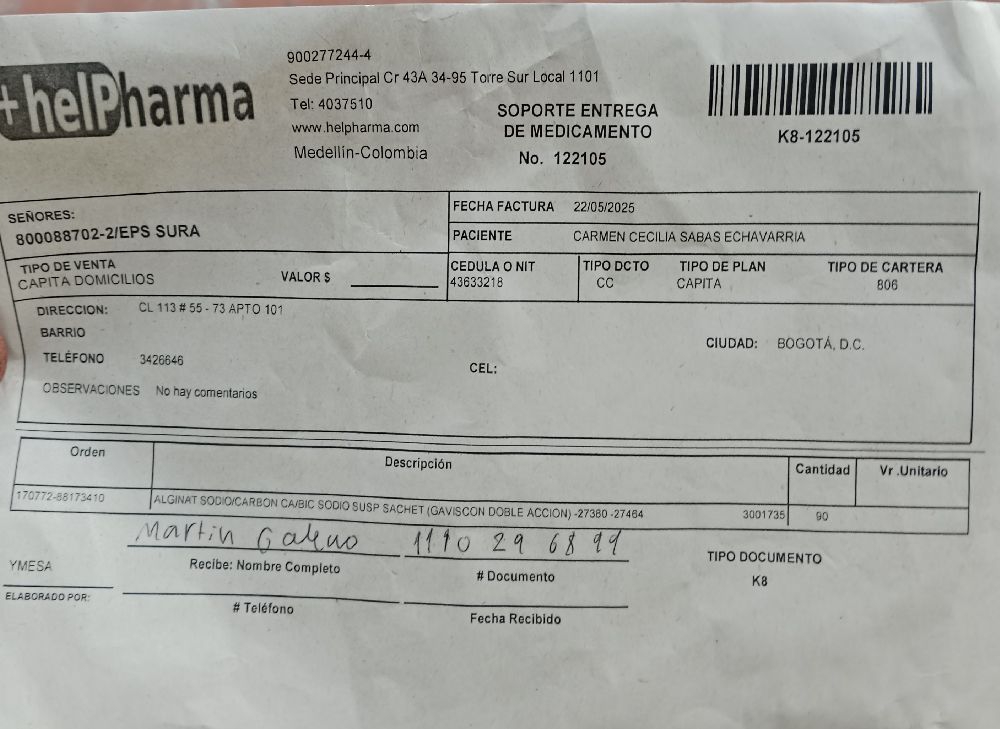 +helPharma
900277244-4
Sede Principal Cr 43A 34-95 Torre Sur Local 1101
Tel: 4037510
www.helpharma.com
Medellín-Colombia
SOPORTE ENTREGA
DE MEDICAMENTO
No. 122105
K8-122105
SEÑORES:
800088702-2/EPS SURA
FECHA FACTURA 22/05/2025
PACIENTE CARMEN CECILIA SABAS ECHAVARRIA
TIPO DE VENTA
CAPITA DOMICILIOS
VALOR $
CEDULA O NIT
43633218
TIPO DCTO
CC
TIPO DE PLAN
CAPITA
TIPO DE CARTERA
806
DIRECCION: CL 113 # 55 - 73 APTO 101
BARRIO
TELÉFONO 3426646
CEL:
CIUDAD: BOGOTÁ, D.C.
OBSERVACIONES No hay comentarios
Orden Descripción Cantidad Vr .Unitario
170772-88173410 ALGINAT SODIO/CARBON CA/BIC SODIO SUSP SACHET (GAVISCON DOBLE ACCION) -27380 -27464 3001735 90
Martin Galeno 1190 29 6899
YMESA
Recibe: Nombre Completo
# Documento
TIPO DOCUMENTO
K8
ELABORADO POR:
# Teléfono
Fecha Recibido